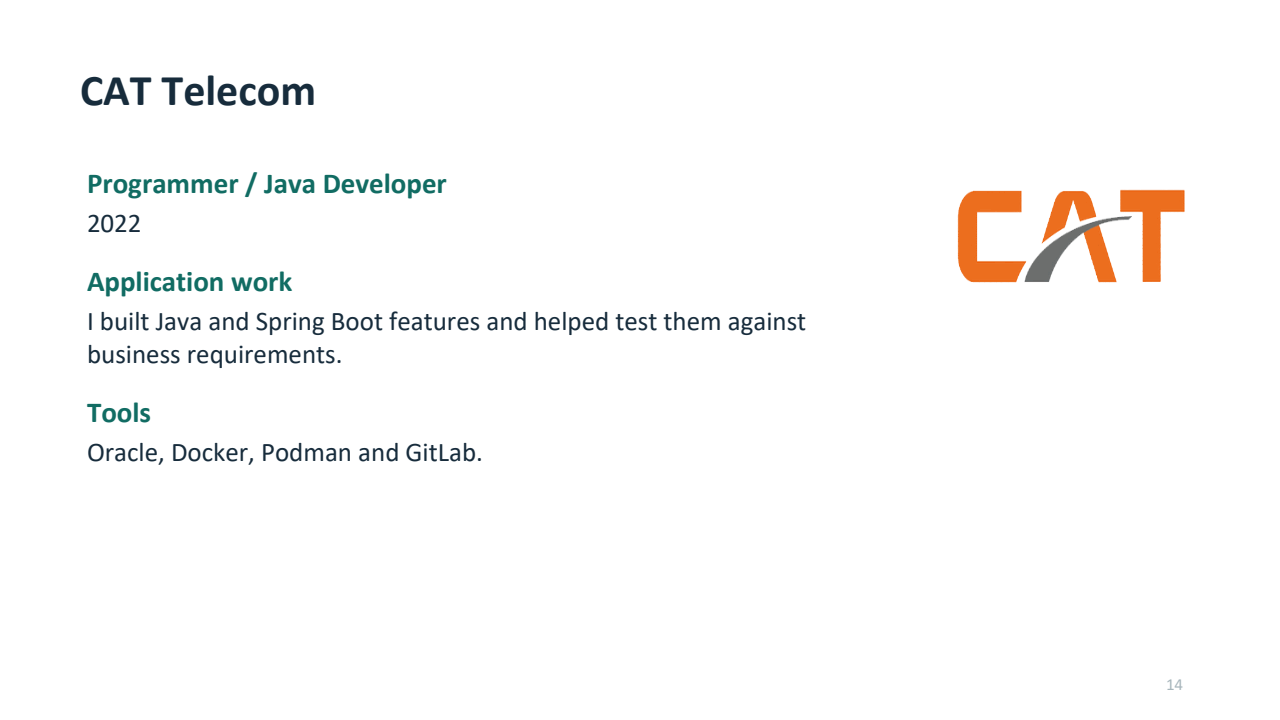 CAT Telecom
Programmer / Java Developer
2022
CAT
Application work
I built Java and Spring Boot features and helped test them against
business requirements.
Tools
Oracle, Docker, Podman and GitLab.
14